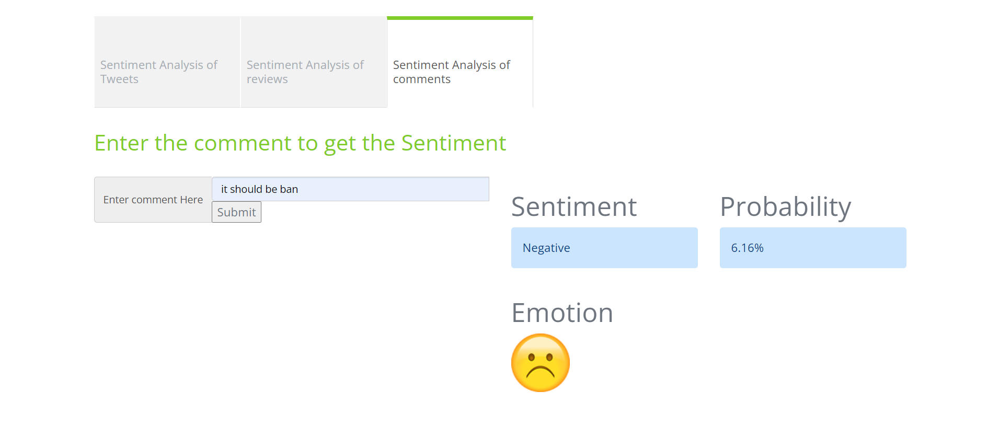 Sentiment Analysis of
Tweets
Sentiment Analysis of
reviews
Sentiment Analysis of
comments
Enter the comment to get the Sentiment
Enter comment Here
it should be ban
Submit
Sentiment
Probability
Negative
6.16%
Emotion